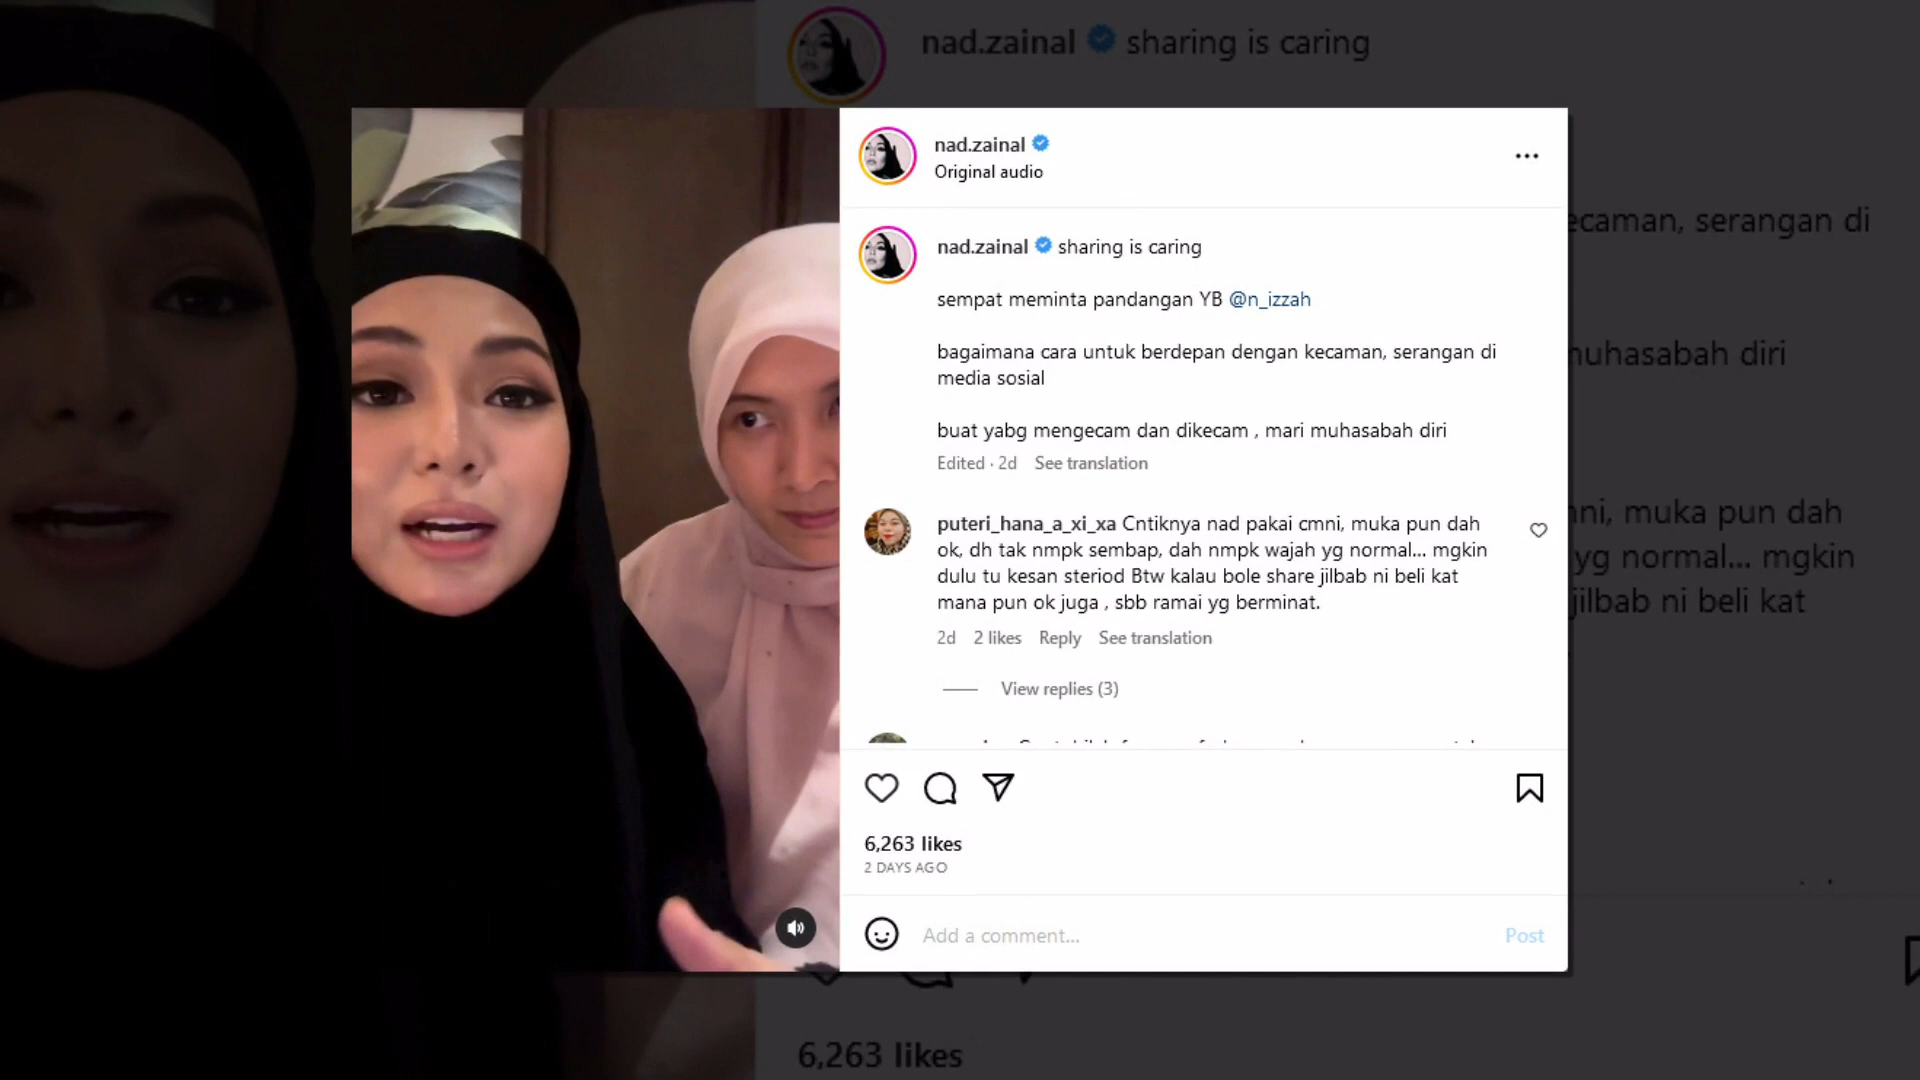 nad.zainal sharing is caring
nad.zainal
Original audio
nad.zainal sharing is caring
sempat meminta pandangan YB @n_izzah
bagaimana cara untuk berdepan dengan kecaman, serangan di
media sosial
buat yabg mengecam dan dikecam , mari muhasabah diri
Edited · 2d See translation
puteri_hana_a_xi_xa Cntiknya nad pakai cmni, muka pun dah
ok, dh tak nmpk sembap, dah nmpk wajah yg normal... mgkin
dulu tu kesan steriod Btw kalau bole share jilbab ni beli kat
mana pun ok juga , sbb ramai yg berminat.
2d 2 likes Reply See translation
View replies (3)
6,263 likes
2 DAYS AGO
Add a comment... Post
kecaman, serangan di
muhasabah diri
muka pun dah
yg normal... mgkin
jilbab ni beli kat
6,263 likes